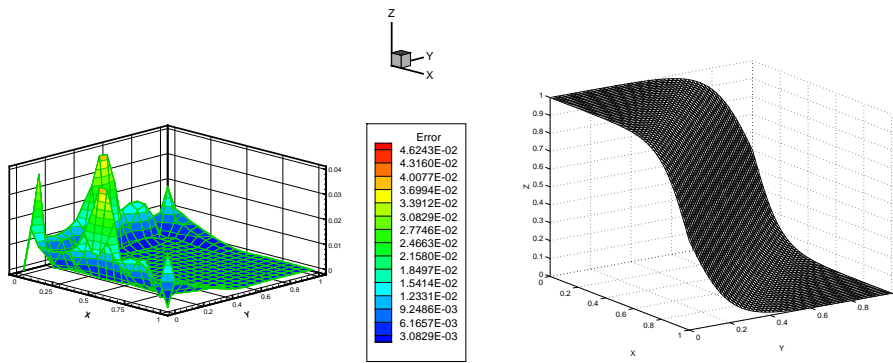 Z
Y
X
Error
4.6243E-02
4.3160E-02
4.0077E-02
3.6994E-02
3.3912E-02
3.0829E-02
2.7746E-02
2.4663E-02
2.1580E-02
1.8497E-02
1.5414E-02
1.2331E-02
9.2486E-03
6.1657E-03
3.0829E-03
0.04
0.03
0.02
0.01
0
0
0.25
0.5
0.75
1
X
0
0.2
0.4
0.6
0.8
1
Y
1
0.9
0.8
0.7
0.6
0.5
0.4
0.3
0.2
0.1
0
Z
0.2
0.4
0.6
0.8
1
X
0
0.2
0.4
0.6
0.8
Y